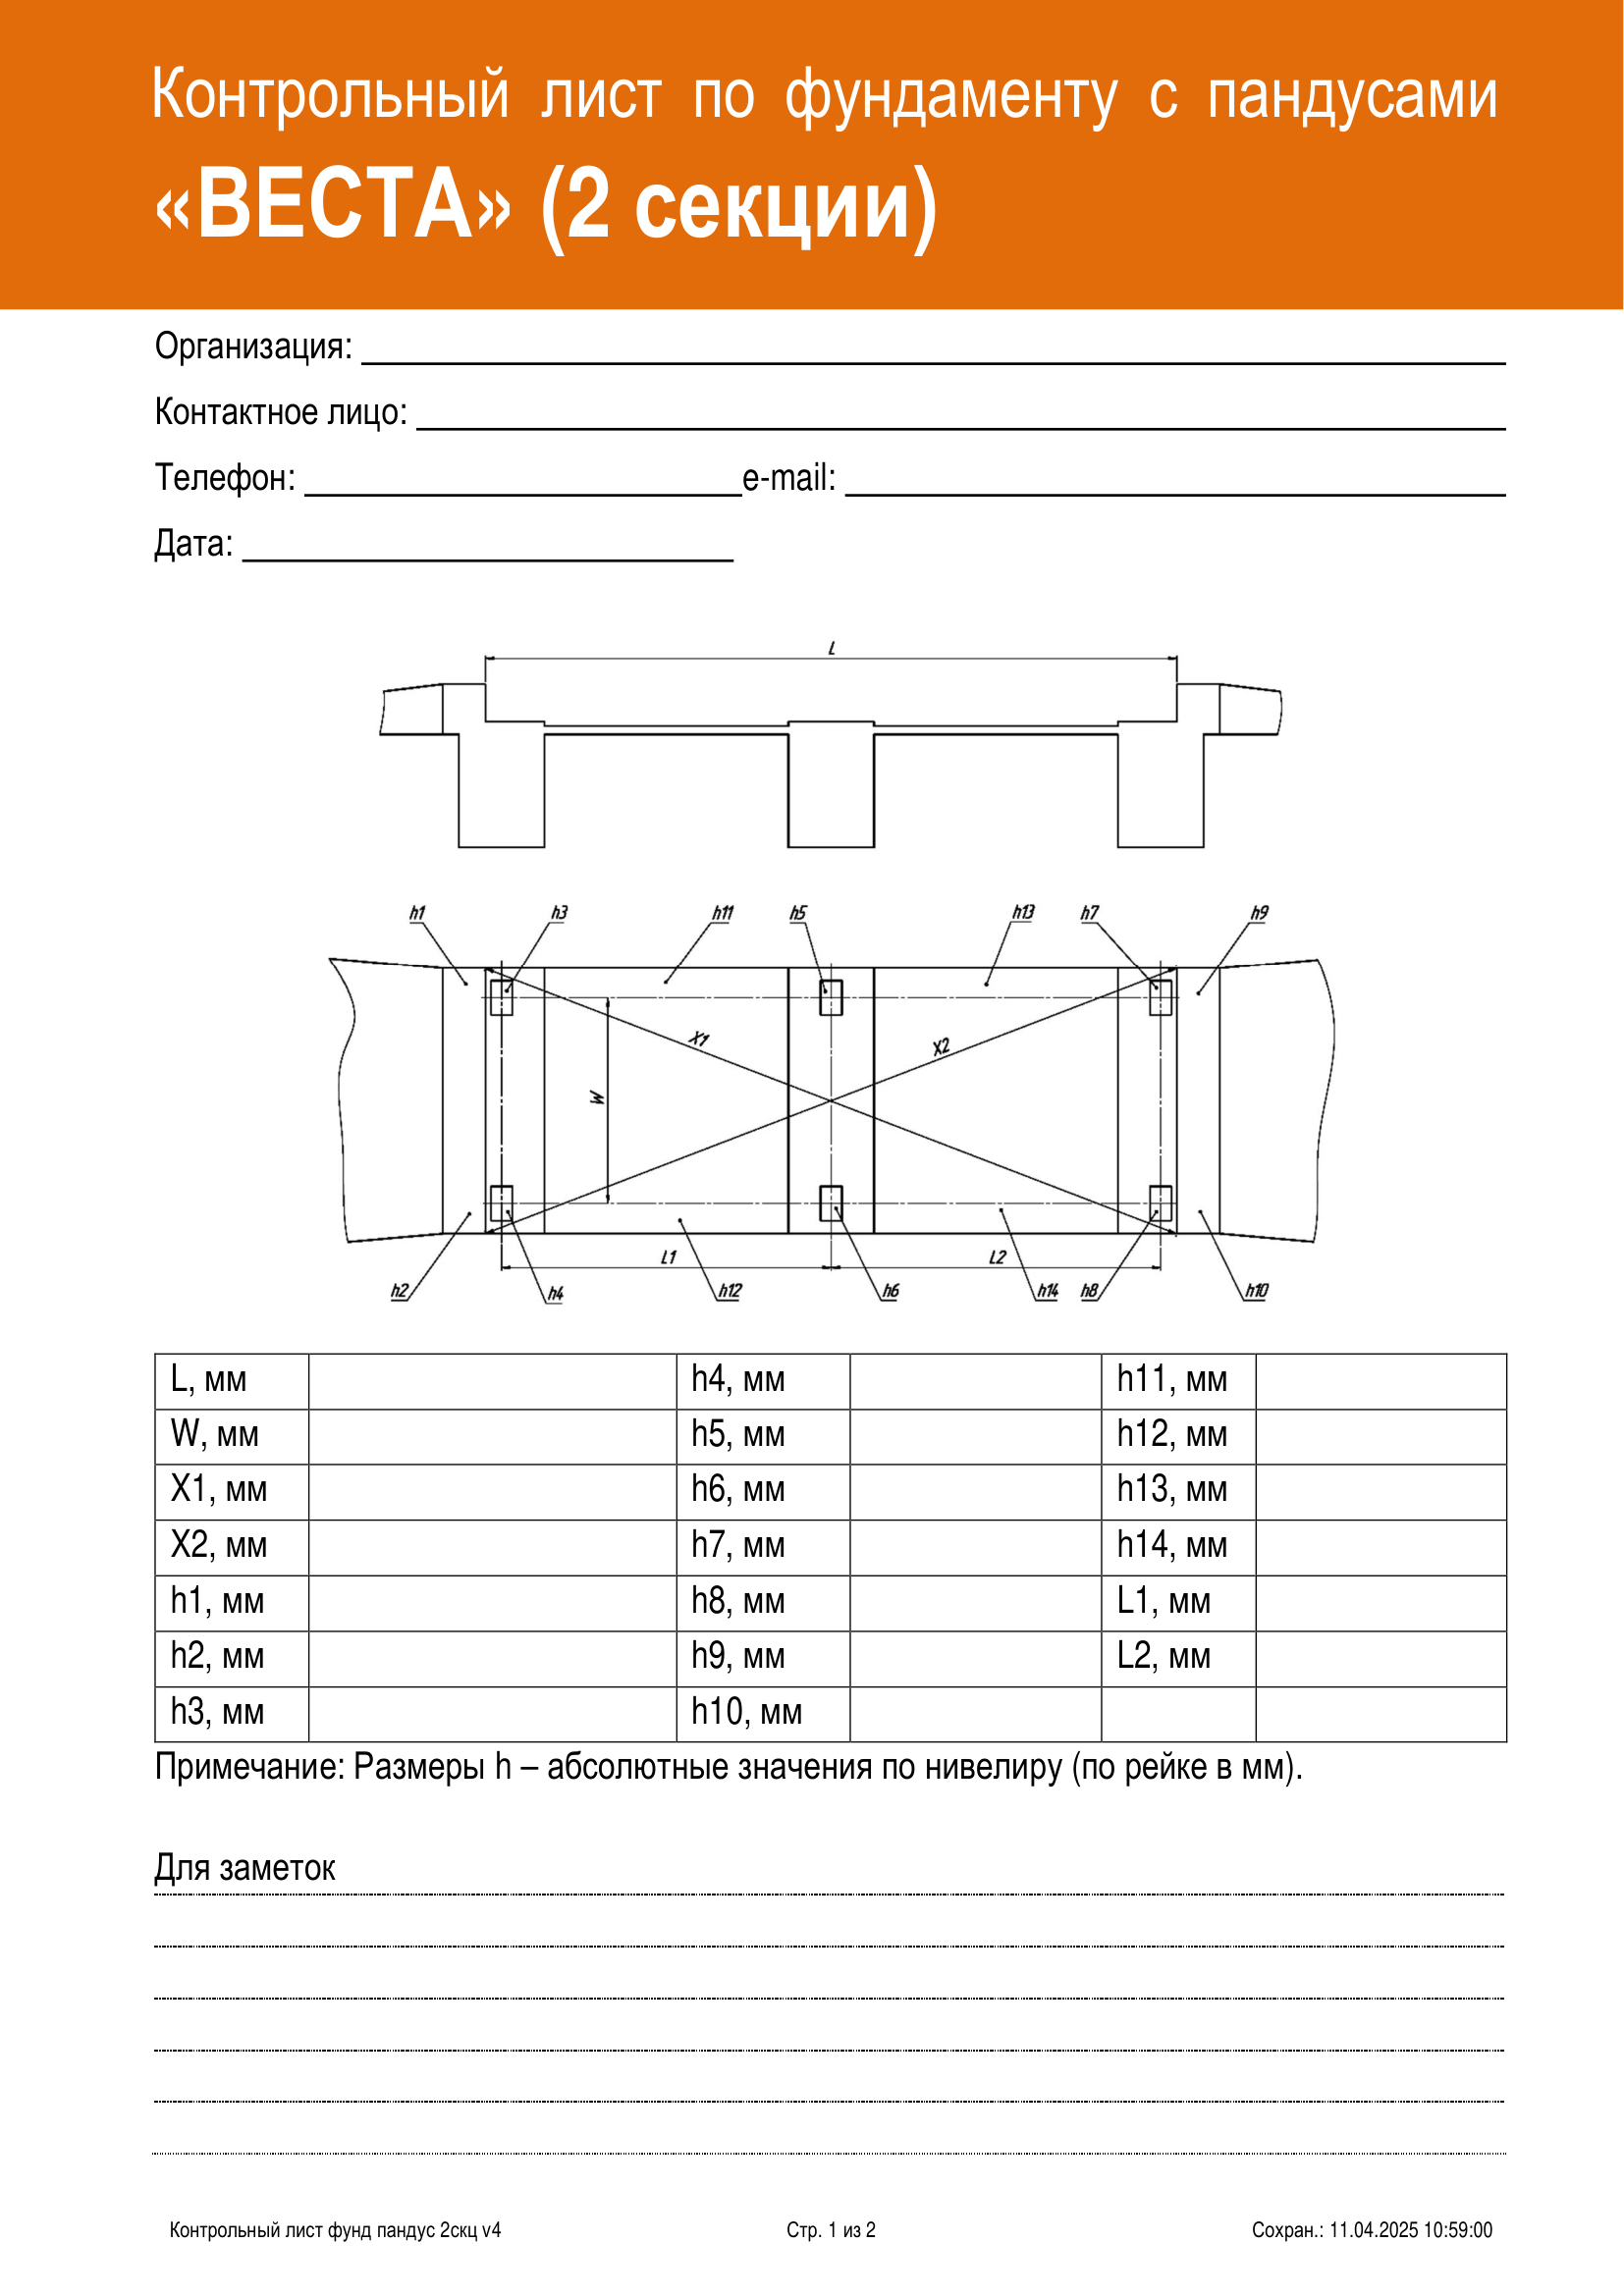 Контрольный лист по фундаменту с пандусами
«ВЕСТА» (2 секции)
Организация:
Контактное лицо:
Телефон: e-mail:
Дата:
L
h1 h3 h11 h5 h13 h7 h9
X1 X2
W
L1 L2
h2 h4 h12 h6 h14 h8 h10
L, мм h4, мм h11, мм
W, мм h5, мм h12, мм
X1, мм h6, мм h13, мм
X2, мм h7, мм h14, мм
h1, мм h8, мм L1, мм
h2, мм h9, мм L2, мм
h3, мм h10, мм
Примечание: Размеры h – абсолютные значения по нивелиру (по рейке в мм).
Для заметок
Контрольный лист фунд пандус 2скц v4 Стр. 1 из 2 Сохран.: 11.04.2025 10:59:00